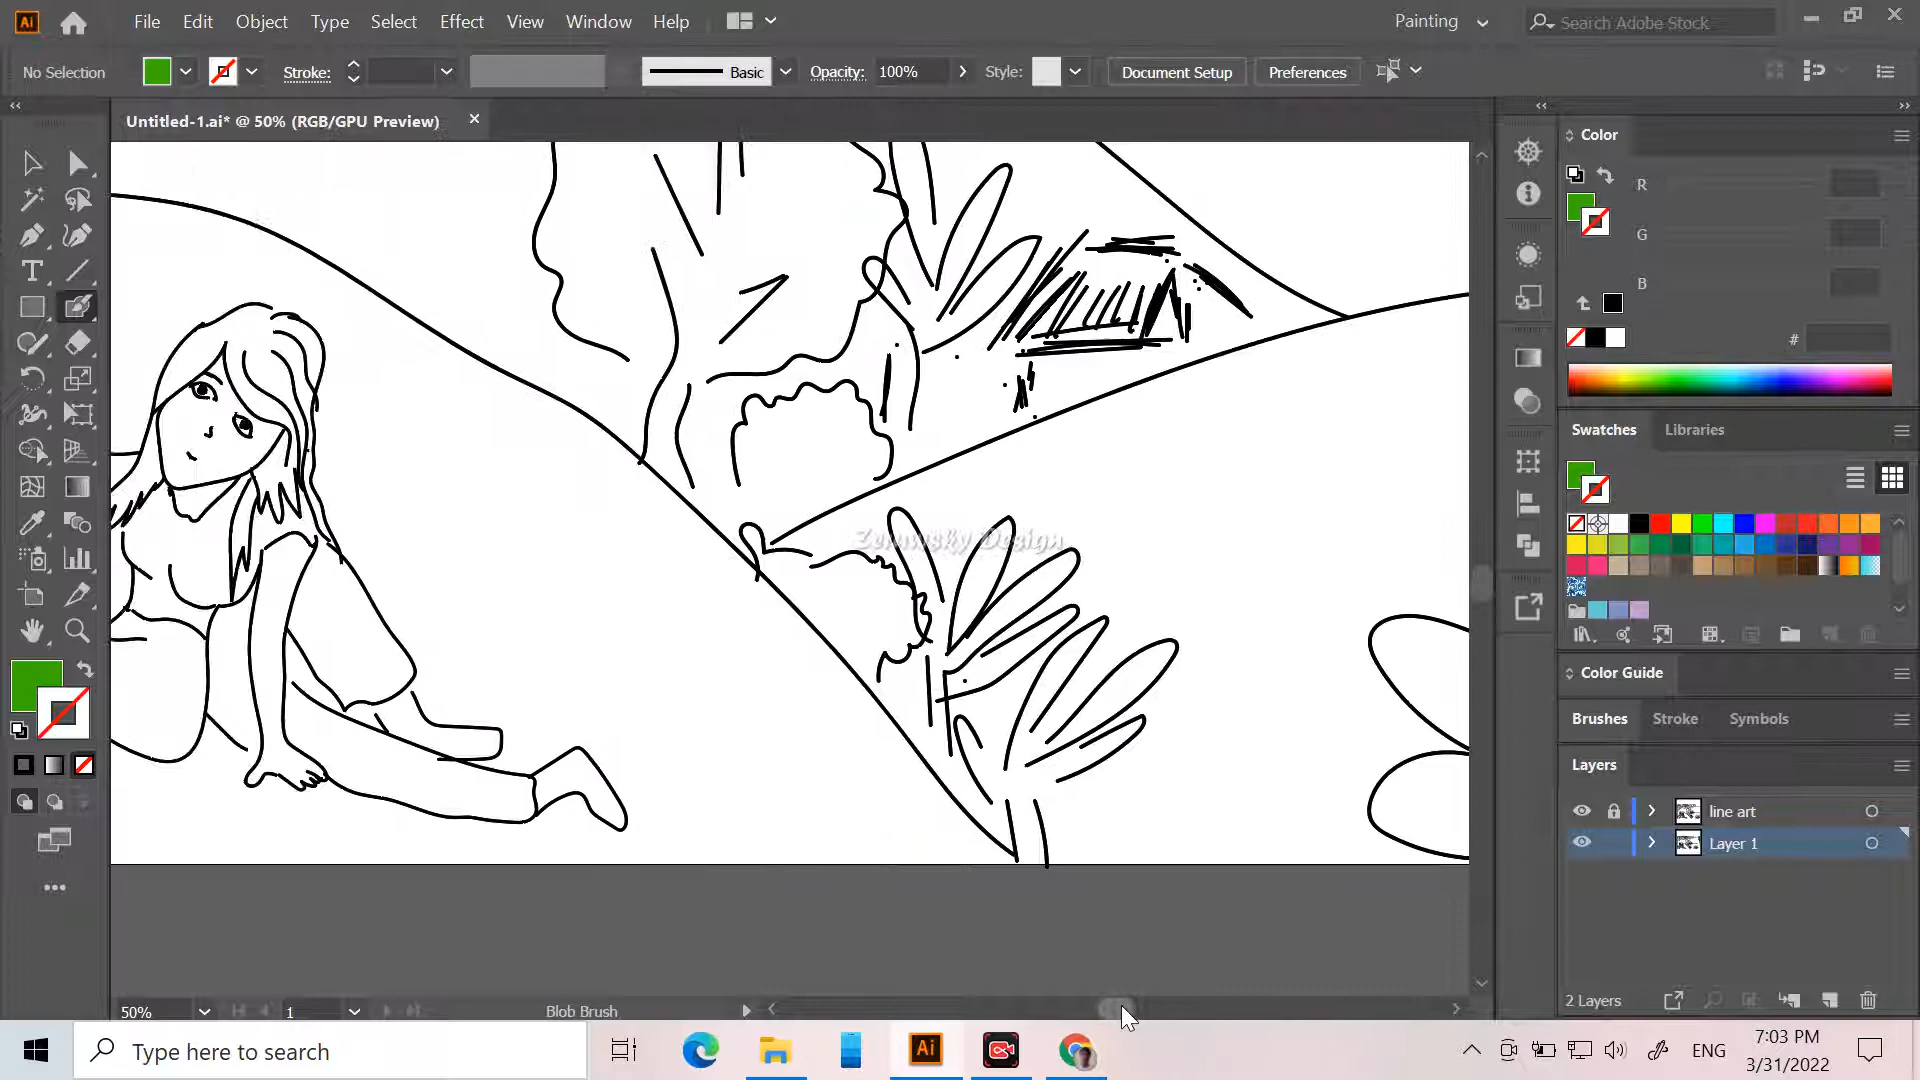 Ai File Edit Object Type Select Effect View Window Help Painting Search Adobe Stock
No Selection Stroke: Basic Opacity: 100% Style: Document Setup Preferences
Untitled-1.ai* @ 50% (RGB/GPU Preview)
Color
R
G
B
#
Swatches Libraries
Zenowsky Design
Color Guide
Brushes Stroke Symbols
Layers
line art
Layer 1
2 Layers
50% 1 Blob Brush
Type here to search
Ai
ENG
7:03 PM
3/31/2022